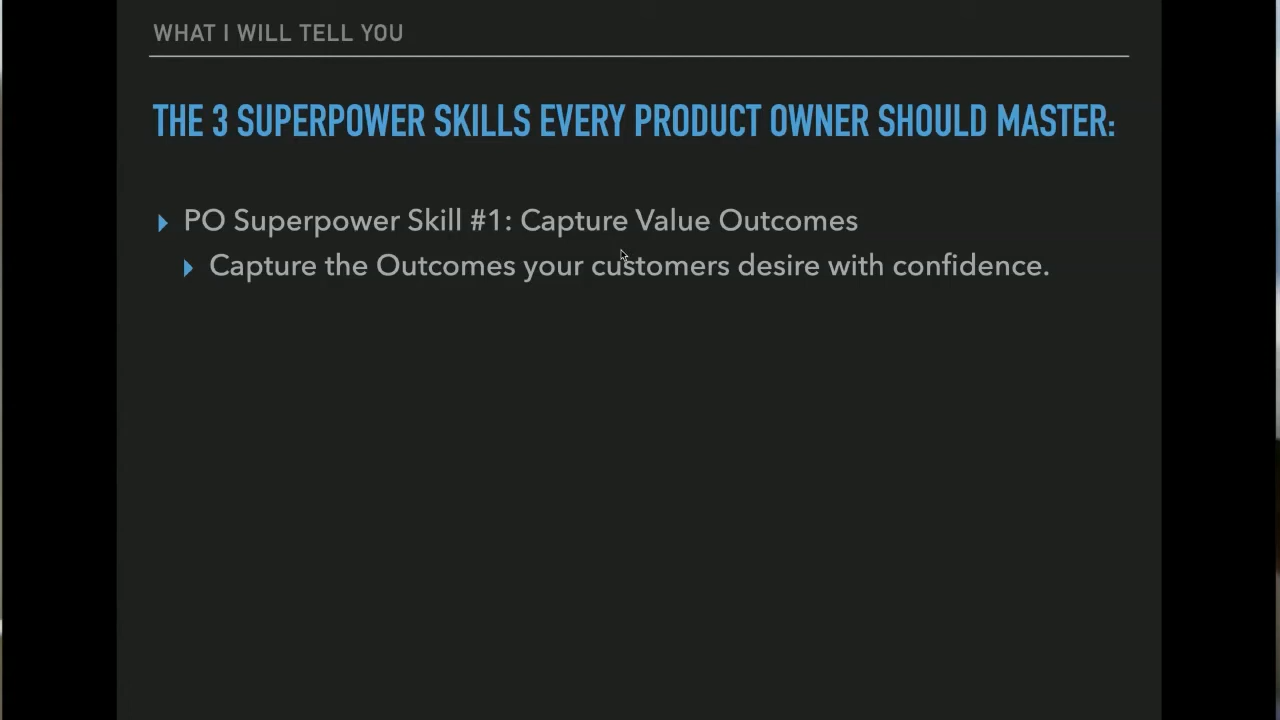 WHAT I WILL TELL YOU
THE 3 SUPERPOWER SKILLS EVERY PRODUCT OWNER SHOULD MASTER:
PO Superpower Skill #1: Capture Value Outcomes
Capture the Outcomes your customers desire with confidence.